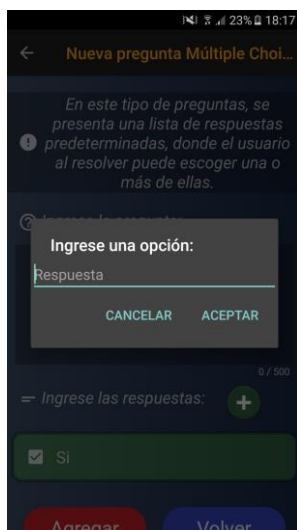 23% 18:17
Nueva pregunta Múltiple Choi...
En este tipo de preguntas, se
presenta una lista de respuestas
predeterminadas, donde el usuario
al resolver puede escoger una o
más de ellas.
Ingrese una opción:
Respuesta
CANCELAR ACEPTAR
0 / 500
Ingrese las respuestas:
Si
Agregar Volver